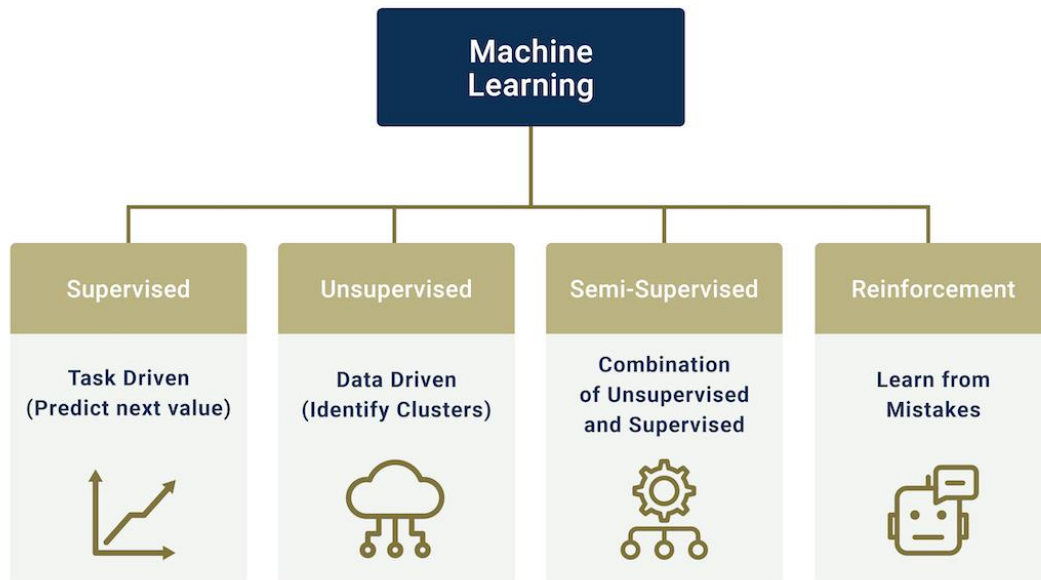 Machine
Learning
Supervised
Task Driven
(Predict next value)
Unsupervised
Data Driven
(Identify Clusters)
Semi-Supervised
Combination
of Unsupervised
and Supervised
Reinforcement
Learn from
Mistakes